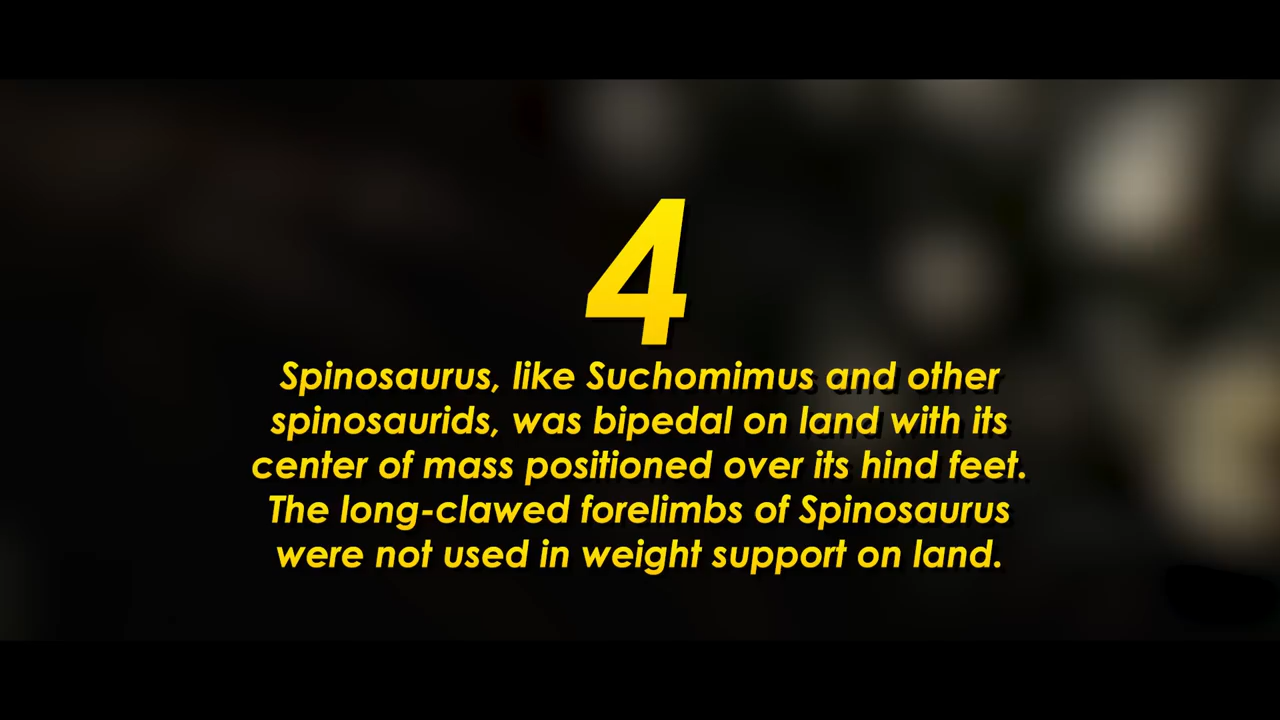 4
Spinosaurus, like Suchomimus and other
spinosaurids, was bipedal on land with its
center of mass positioned over its hind feet.
The long-clawed forelimbs of Spinosaurus
were not used in weight support on land.